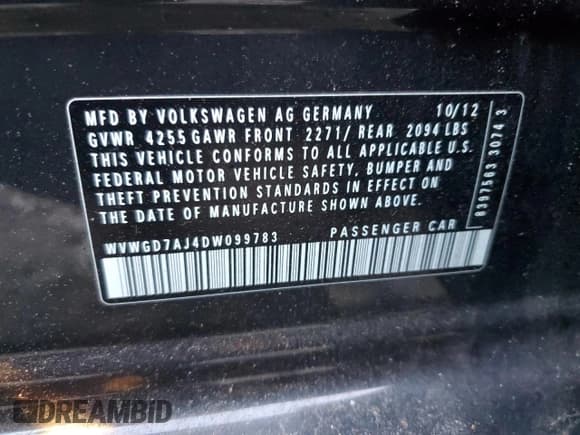 MFD BY VOLKSWAGEN AG GERMANY 10/12
GVWR 4255 GAWR FRONT 2271/ REAR 2094 LBS
THIS VEHICLE CONFORMS TO ALL APPLICABLE U.S.
FEDERAL MOTOR VEHICLE SAFETY, BUMPER AND
THEFT PREVENTION STANDARDS IN EFFECT ON
THE DATE OF MANUFACTURE SHOWN ABOVE.
WVWGD7AJ4DW099783 PASSENGER CAR
8397563 3074 3
DREAMBID